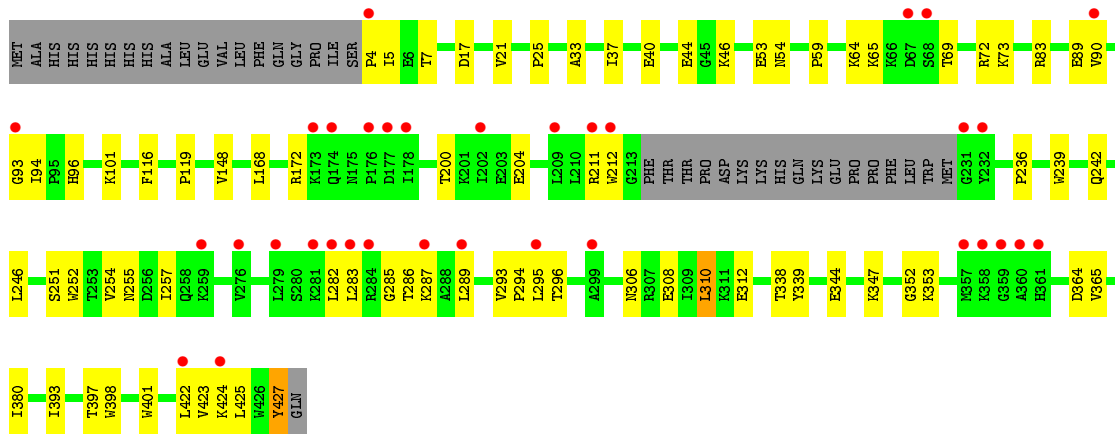 MET ALA HIS HIS HIS HIS HIS HIS ALA LEU GLU VAL LEU PHE GLN GLY PRO ILE SER P4 I5 E6 T7 D17 V21 P25 A33 I37 E40 E44 G45 K46 E53 N54 P59 K64 K65 K66 D67 S68 T69 R72 K73 R83 E89 V90
G93 I94 P95 H96 K101 F116 P119 V148 L168 R172 K173 Q174 N175 P176 D177 I178 T200 K201 I202 E203 E204 L209 L210 R211 W212 G213 PHE THR THR PRO ASP LYS LYS HIS GLN LYS GLU PRO PRO PHE LEU TRP MET G231 Y232 P236 W239 Q242
L246 S251 W252 T253 V254 N255 D256 I257 Q258 K259 V276 L279 S280 K281 L282 L283 R284 G285 T286 K287 A288 L289 V293 P294 L295 T296 A299 N306 R307 E308 I309 L310 K311 E312 T338 Y339 E344 K347 G352 K353 M357 K358 G359 A360 H361 D364 V365
I380 I393 T397 W398 W401 L422 V423 K424 L425 W426 Y427 GLN